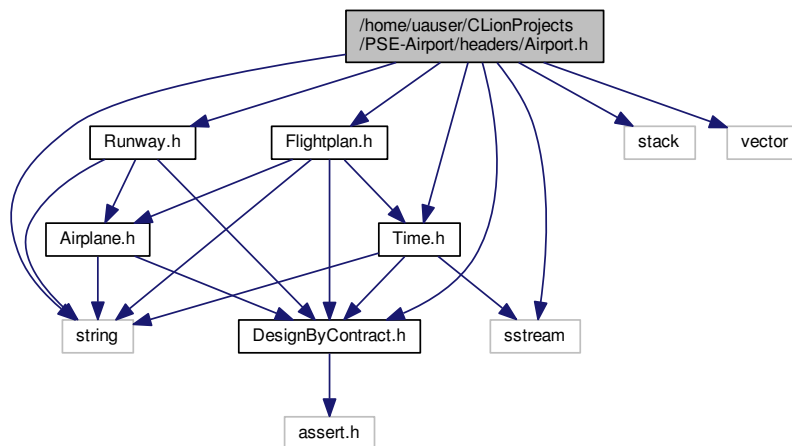 /home/uauser/CLionProjects
/PSE-Airport/headers/Airport.h
Runway.h
Flightplan.h
stack
vector
Airplane.h
Time.h
string
DesignByContract.h
sstream
assert.h